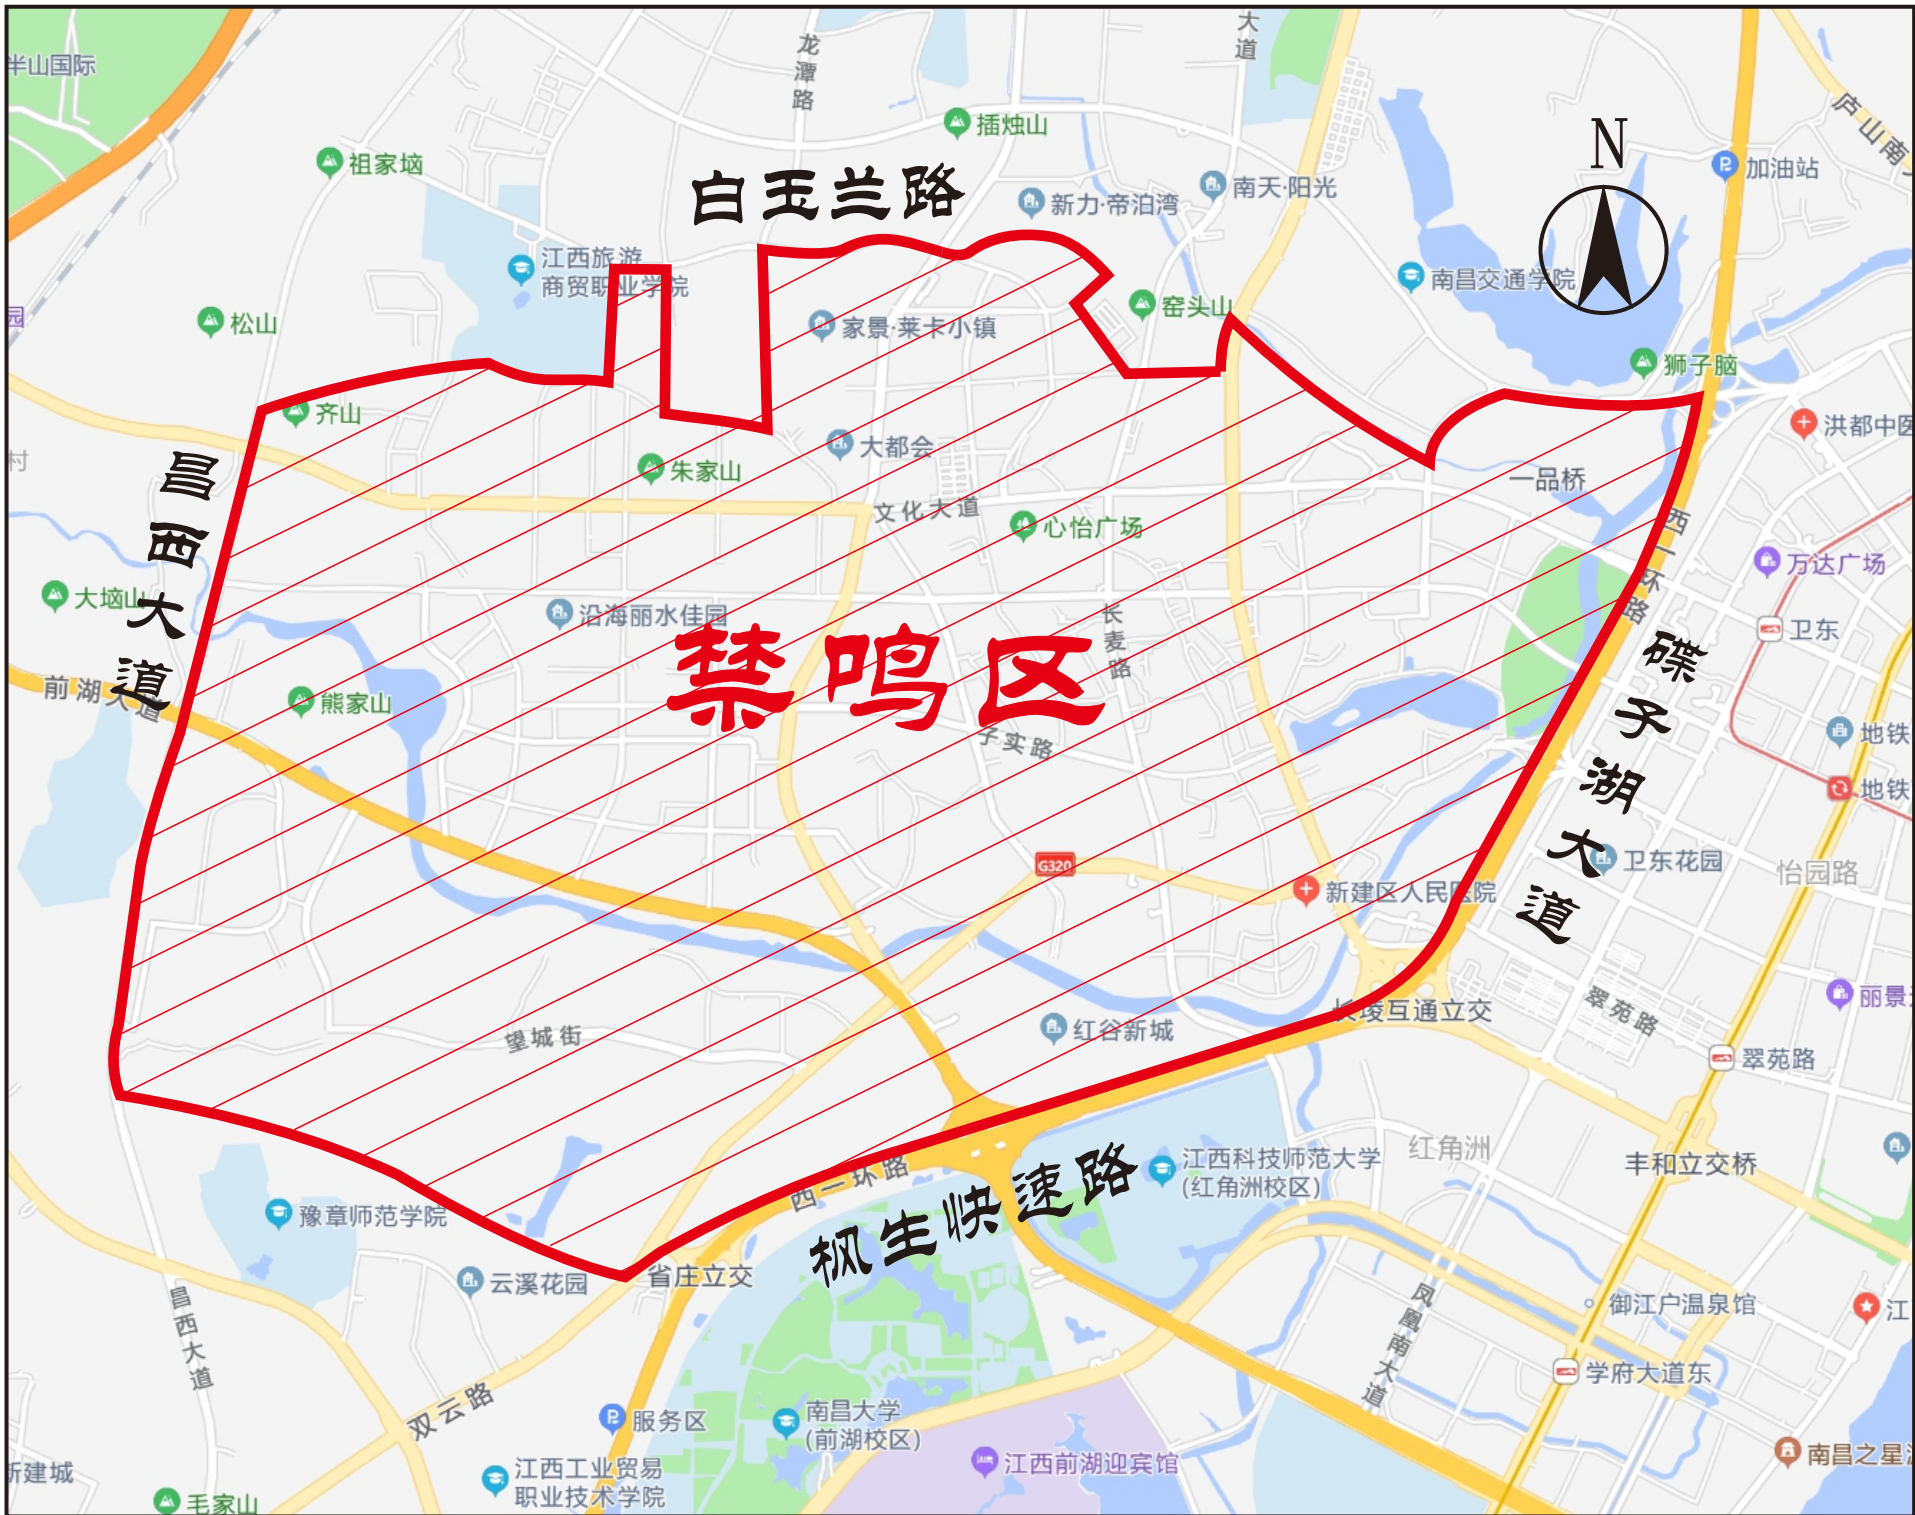 半山国际
龙潭路
大道
插烛山
N
庐山南
祖家垴
白玉兰路
新力·帝泊湾
南天·阳光
加油站
江西旅游
商贸职业学院
南昌交通学院
园
松山
家景·莱卡小镇
窑头山
狮子脑
齐山
洪都中医
村
昌西大道
朱家山
大都会
一品桥
文化大道
心怡广场
西一环路
万达广场
大垴山
沿海丽水佳园
长麦路
卫东
禁鸣区
碟子湖大道
前湖大道
熊家山
子实路
地铁
地铁
G320
新建区人民医院
卫东花园
怡园路
丽景
望城街
红谷新城
长堎互通立交
翠苑路
翠苑路
西一环路
枫生快速路
江西科技师范大学
(红角洲校区)
红角洲
丰和立交桥
豫章师范学院
云溪花园
省庄立交
昌西大道
凤凰南大道
御江户温泉馆
江
学府大道东
双云路
服务区
南昌大学
(前湖校区)
江西前湖迎宾馆
南昌之星
新建城
江西工业贸易
职业技术学院
毛家山